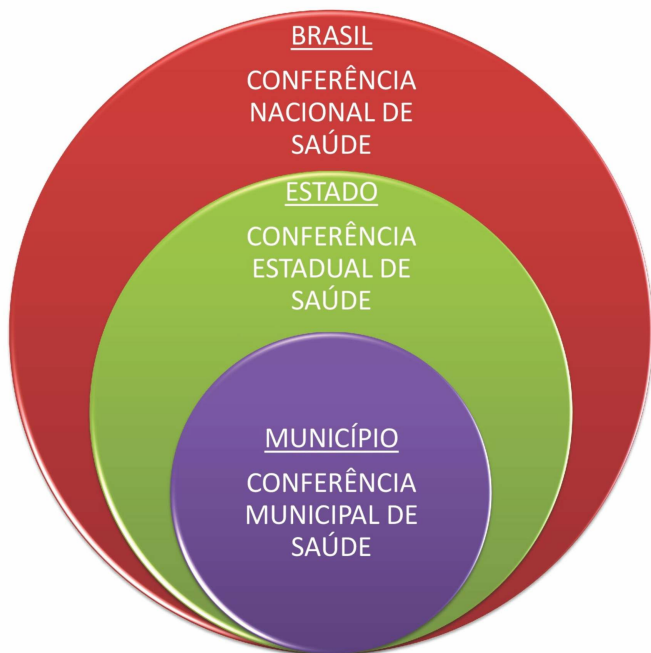 BRASIL
CONFERÊNCIA
NACIONAL DE
SAÚDE
ESTADO
CONFERÊNCIA
ESTADUAL DE
SAÚDE
MUNICÍPIO
CONFERÊNCIA
MUNICIPAL DE
SAÚDE